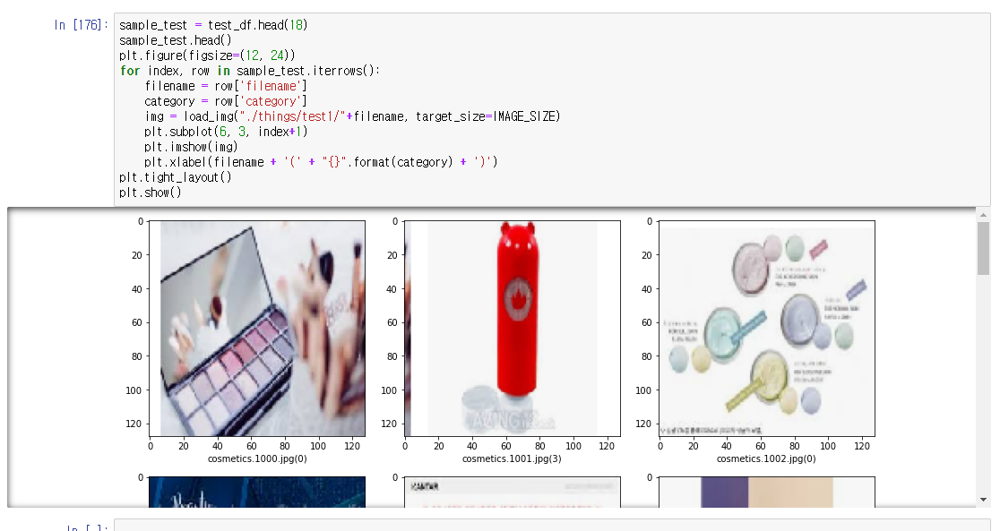 In [176]:
sample_test = test_df.head(18)
sample_test.head()
plt.figure(figsize=(12, 24))
for index, row in sample_test.iterrows():
    filename = row['filename']
    category = row['category']
    img = load_img("./things/test1/"+filename, target_size=IMAGE_SIZE)
    plt.subplot(6, 3, index+1)
    plt.imshow(img)
    plt.xlabel(filename + '(' + "{}".format(category) + ')')
plt.tight_layout()
plt.show()
0
20
40
60
80
100
120
0 20 40 60 80 100 120
cosmetics.1000.jpg(0)
0
20
40
60
80
100
120
0 20 40 60 80 100 120
cosmetics.1001.jpg(3)
0
20
40
60
80
100
120
0 20 40 60 80 100 120
cosmetics.1002.jpg(0)
0
0
KANTAR
0
In [ ]: